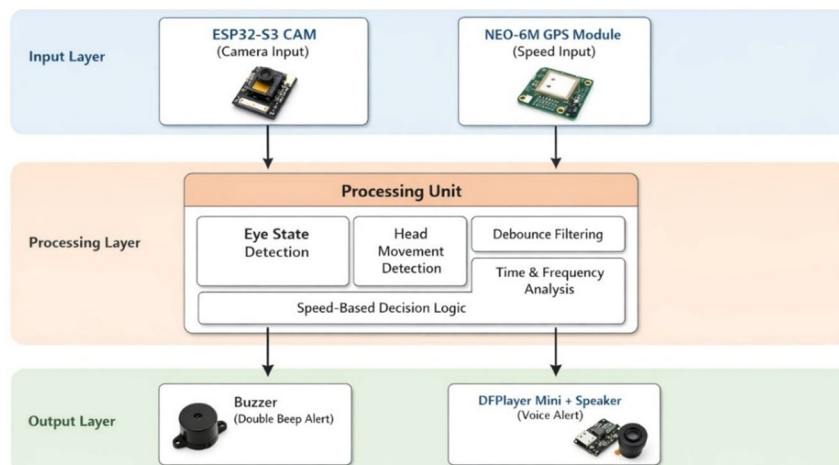 Input Layer
ESP32-S3 CAM
(Camera Input)
NEO-6M GPS Module
(Speed Input)
Processing Layer
Processing Unit
Eye State
Detection
Head
Movement
Detection
Debounce Filtering
Time & Frequency
Analysis
Speed-Based Decision Logic
Output Layer
Buzzer
(Double Beep Alert)
DFPlayer Mini + Speaker
(Voice Alert)